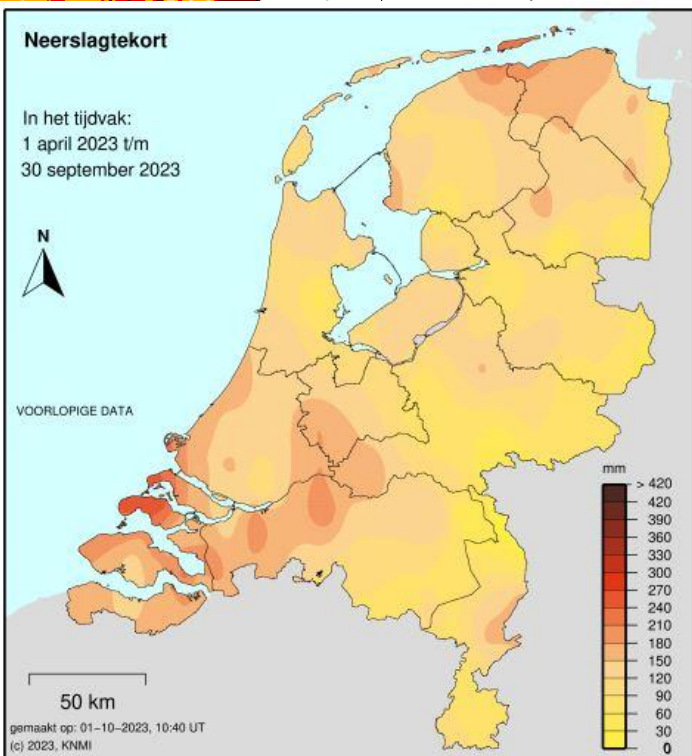 Neerslagtekort
In het tijdvak:
1 april 2023 t/m
30 september 2023
N
VOORLOPIGE DATA
mm
> 420
420
390
360
330
300
270
240
210
180
150
120
90
60
30
0
50 km
gemaakt op: 01-10-2023, 10:40 UT
(c) 2023, KNMI